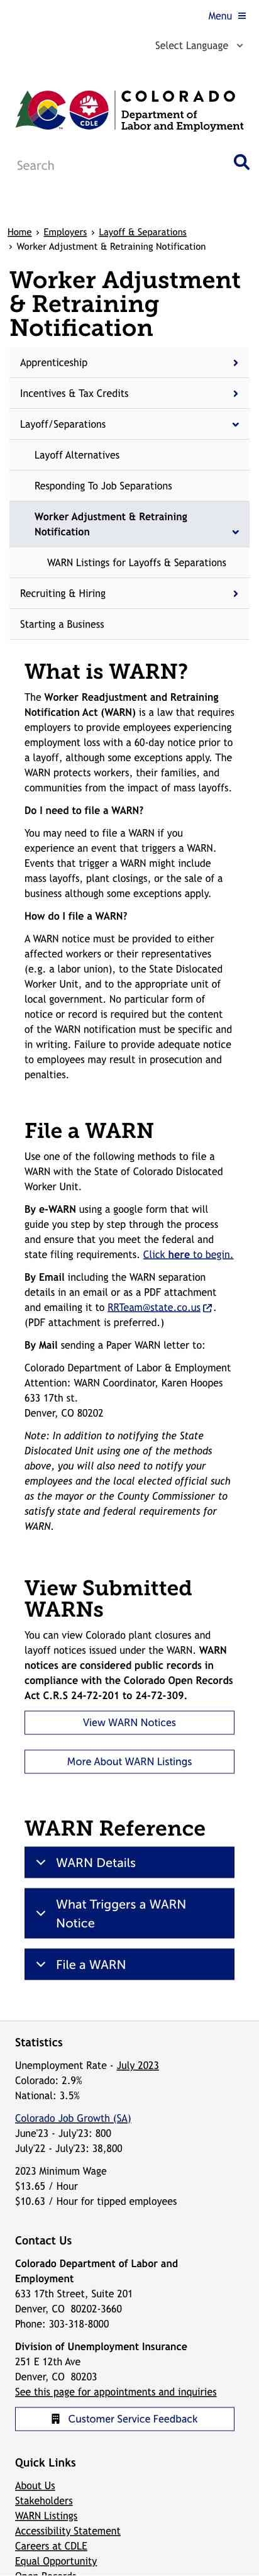 Menu
Select Language
CDLE
COLORADO
Department of
Labor and Employment
Search
Home › Employers › Layoff & Separations
› Worker Adjustment & Retraining Notification
Worker Adjustment
& Retraining
Notification
Apprenticeship
Incentives & Tax Credits
Layoff/Separations
Layoff Alternatives
Responding To Job Separations
Worker Adjustment & Retraining
Notification
WARN Listings for Layoffs & Separations
Recruiting & Hiring
Starting a Business
What is WARN?
The Worker Readjustment and Retraining
Notification Act (WARN) is a law that requires
employers to provide employees experiencing
employment loss with a 60-day notice prior to
a layoff, although some exceptions apply. The
WARN protects workers, their families, and
communities from the impact of mass layoffs.
Do I need to file a WARN?
You may need to file a WARN if you
experience an event that triggers a WARN.
Events that trigger a WARN might include
mass layoffs, plant closings, or the sale of a
business although some exceptions apply.
How do I file a WARN?
A WARN notice must be provided to either
affected workers or their representatives
(e.g. a labor union), to the State Dislocated
Worker Unit, and to the appropriate unit of
local government. No particular form of
notice or record is required but the content
of the WARN notification must be specific and
in writing. Failure to provide adequate notice
to employees may result in prosecution and
penalties.
File a WARN
Use one of the following methods to file a
WARN with the State of Colorado Dislocated
Worker Unit.
By e-WARN using a google form that will
guide you step by step through the process
and ensure that you meet the federal and
state filing requirements. Click here to begin.
By Email including the WARN separation
details in an email or as a PDF attachment
and emailing it to RRTeam@state.co.us.
(PDF attachment is preferred.)
By Mail sending a Paper WARN letter to:
Colorado Department of Labor & Employment
Attention: WARN Coordinator, Karen Hoopes
633 17th st.
Denver, CO 80202
Note: In addition to notifying the State
Dislocated Unit using one of the methods
above, you will also need to notify your
employees and the local elected official such
as the mayor or the County Commissioner to
satisfy state and federal requirements for
WARN.
View Submitted
WARNs
You can view Colorado plant closures and
layoff notices issued under the WARN. WARN
notices are considered public records in
compliance with the Colorado Open Records
Act C.R.S 24-72-201 to 24-72-309.
View WARN Notices
More About WARN Listings
WARN Reference
WARN Details
What Triggers a WARN
Notice
File a WARN
Statistics
Unemployment Rate - July 2023
Colorado: 2.9%
National: 3.5%
Colorado Job Growth (SA)
June'23 - July'23: 800
July'22 - July'23: 38,800
2023 Minimum Wage
$13.65 / Hour
$10.63 / Hour for tipped employees
Contact Us
Colorado Department of Labor and
Employment
633 17th Street, Suite 201
Denver, CO  80202-3660
Phone: 303-318-8000
Division of Unemployment Insurance
251 E 12th Ave
Denver, CO  80203
See this page for appointments and inquiries
Customer Service Feedback
Quick Links
About Us
Stakeholders
WARN Listings
Accessibility Statement
Careers at CDLE
Equal Opportunity
Open Records